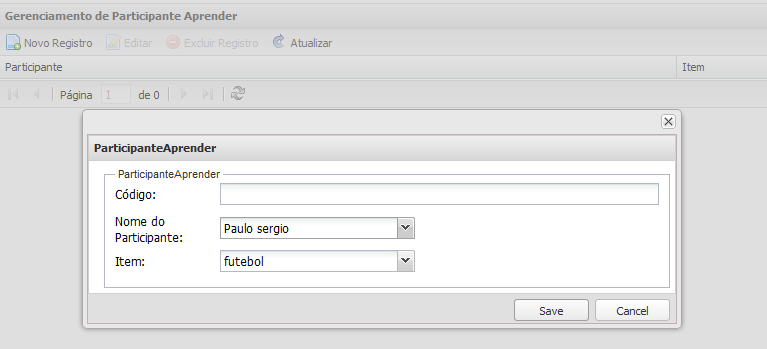 Gerenciamento de Participante Aprender
Novo Registro Editar Excluir Registro Atualizar
Participante Item
Página 1 de 0
ParticipanteAprender
ParticipanteAprender
Código:
Nome do
Participante: Paulo sergio
Item: futebol
Save Cancel